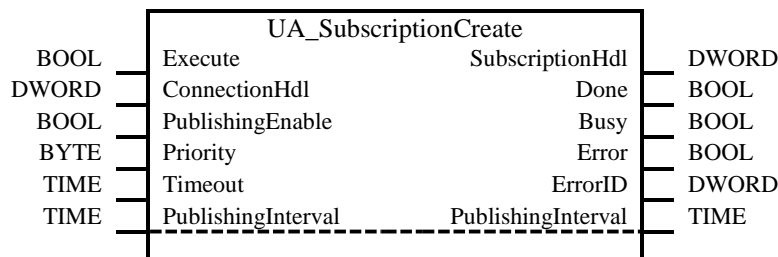 UA_SubscriptionCreate
BOOL Execute SubscriptionHdl DWORD
DWORD ConnectionHdl Done BOOL
BOOL PublishingEnable Busy BOOL
BYTE Priority Error BOOL
TIME Timeout ErrorID DWORD
TIME PublishingInterval PublishingInterval TIME